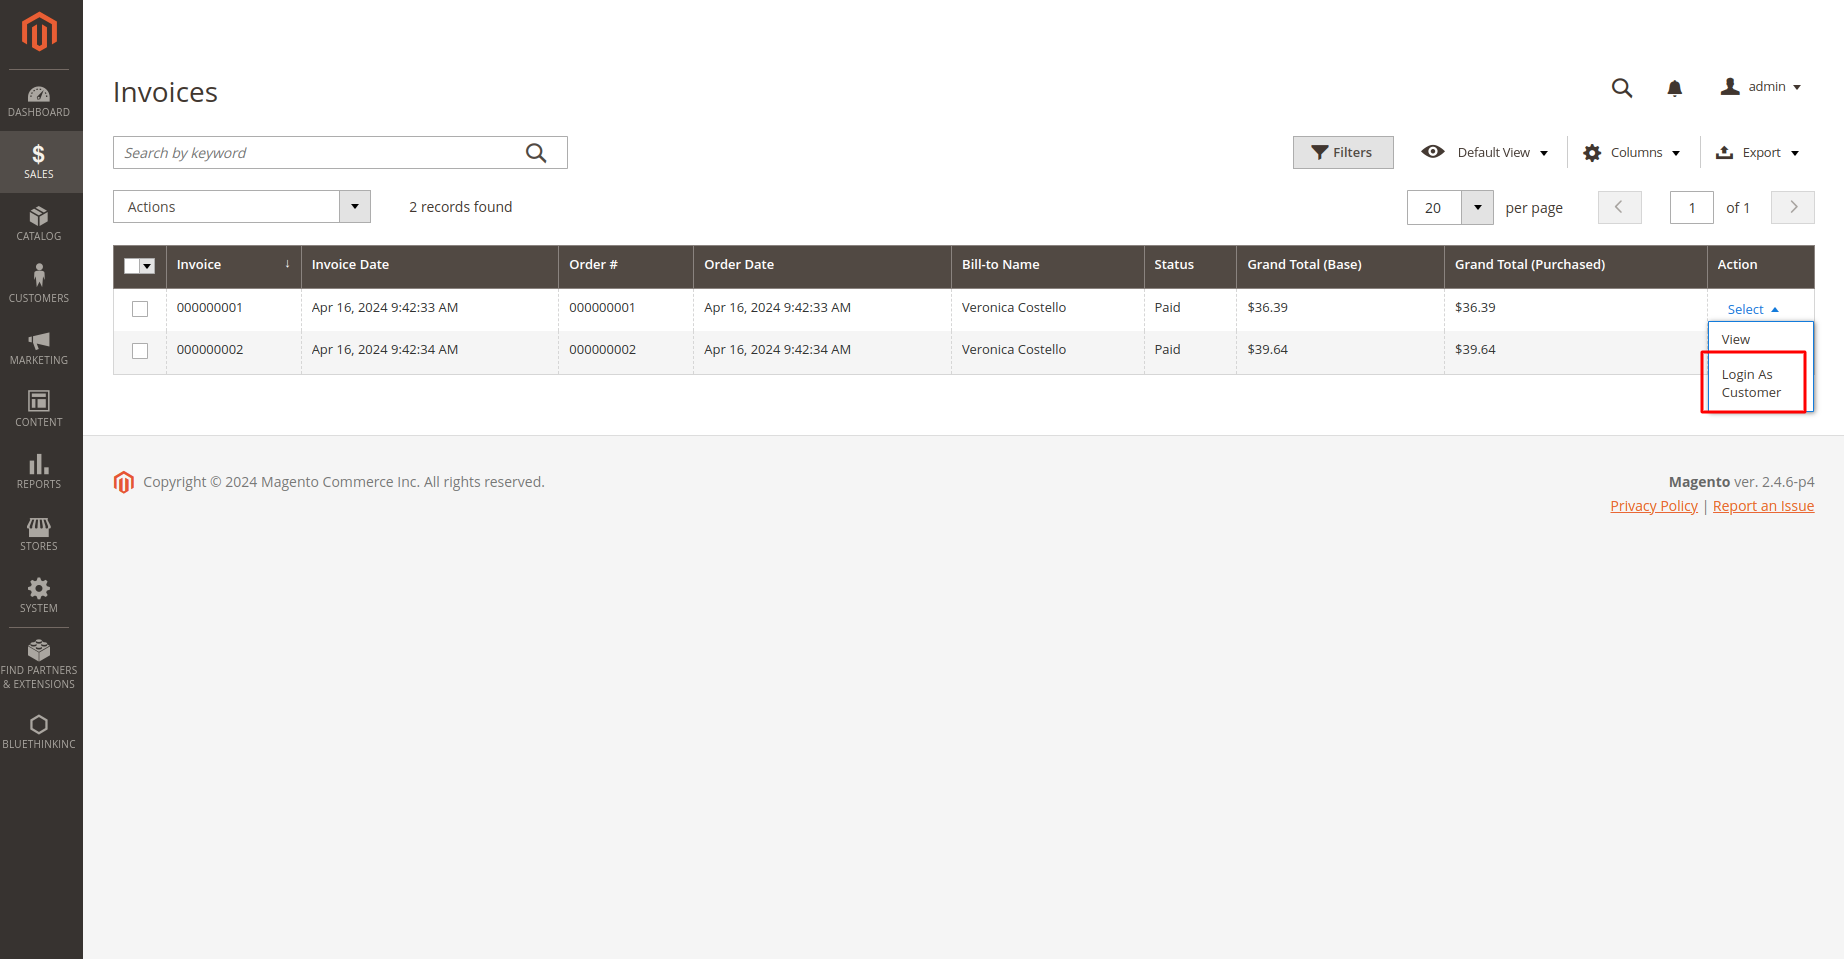 DASHBOARD
SALES
CATALOG
CUSTOMERS
MARKETING
CONTENT
REPORTS
STORES
SYSTEM
FIND PARTNERS
& EXTENSIONS
BLUETHINKINC
Invoices
admin
Search by keyword
Filters
Default View
Columns
Export
Actions
2 records found
20
per page
1
of 1
Invoice ↓ Invoice Date Order # Order Date Bill-to Name Status Grand Total (Base) Grand Total (Purchased) Action
000000001 Apr 16, 2024 9:42:33 AM 000000001 Apr 16, 2024 9:42:33 AM Veronica Costello Paid $36.39 $36.39 Select
000000002 Apr 16, 2024 9:42:34 AM 000000002 Apr 16, 2024 9:42:34 AM Veronica Costello Paid $39.64 $39.64
View
Login As
Customer
Copyright © 2024 Magento Commerce Inc. All rights reserved.
Magento ver. 2.4.6-p4
Privacy Policy | Report an Issue